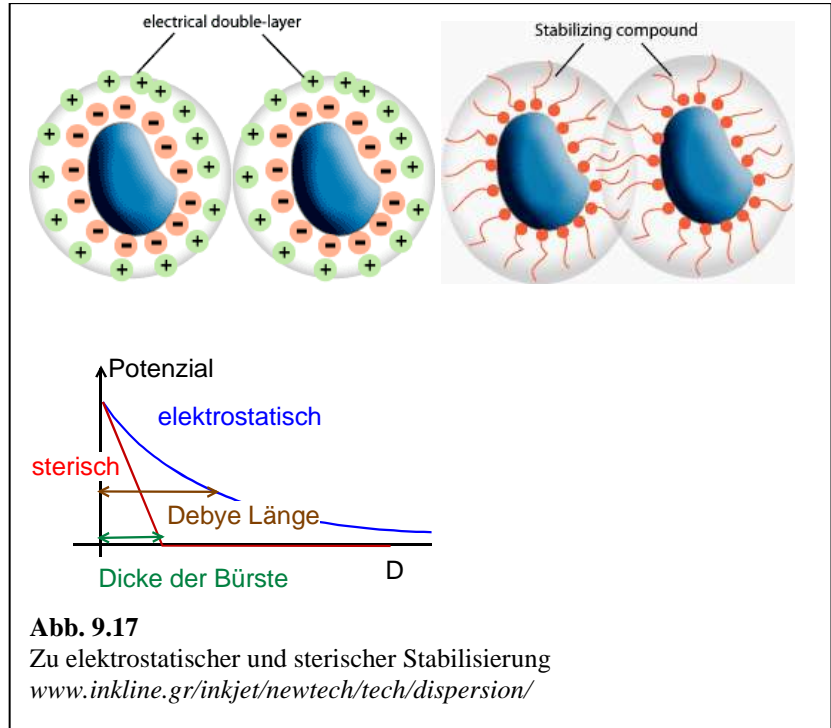 electrical double-layer
Stabilizing compound
Potenzial
elektrostatisch
sterisch
Debye Länge
D
Dicke der Bürste
Abb. 9.17
Zu elektrostatischer und sterischer Stabilisierung
www.inkline.gr/inkjet/newtech/tech/dispersion/